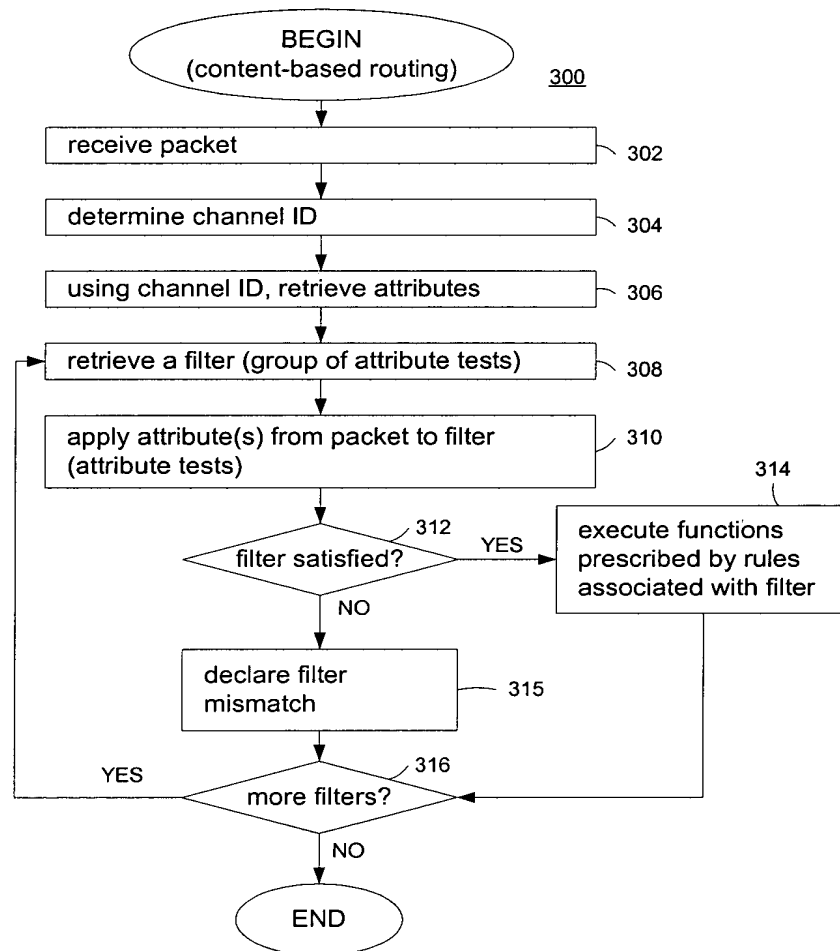 BEGIN
(content-based routing)
300
receive packet
302
determine channel ID
304
using channel ID, retrieve attributes
306
retrieve a filter (group of attribute tests)
308
apply attribute(s) from packet to filter
(attribute tests)
310
314
312
filter satisfied?
YES
execute functions
prescribed by rules
associated with filter
NO
declare filter
mismatch
315
YES
316
more filters?
NO
END